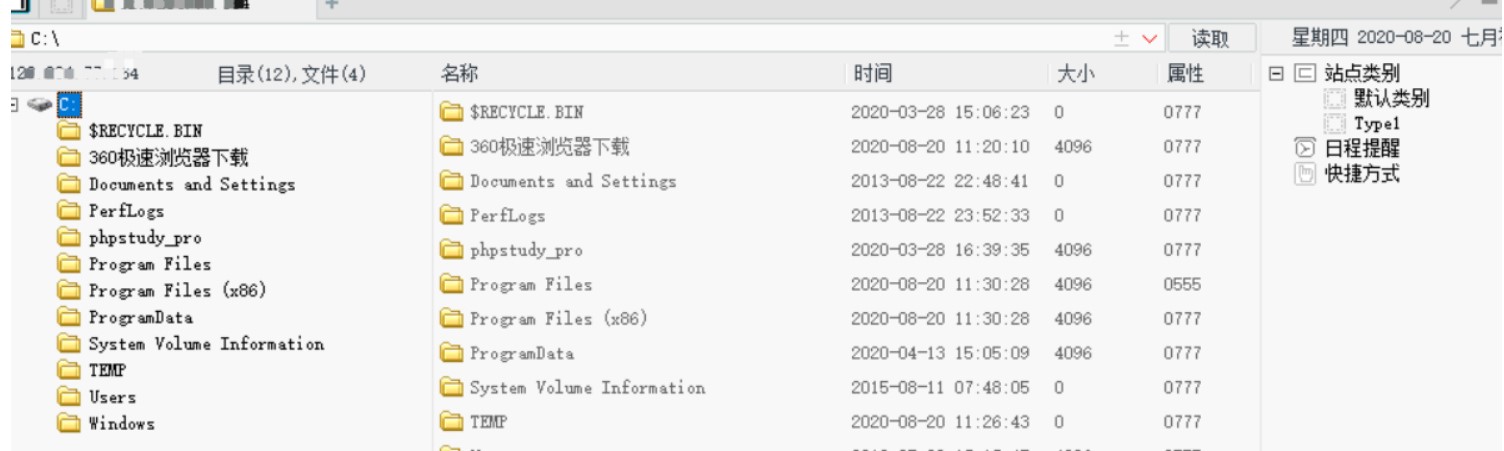 C:\ 读取 星期四 2020-08-20 七月
目录(12),文件(4) 名称 时间 大小 属性 站点类别
C: 默认类别
$RECYCLE.BIN $RECYCLE.BIN 2020-03-28 15:06:23 0 0777 Type1
360极速浏览器下载 360极速浏览器下载 2020-08-20 11:20:10 4096 0777 日程提醒
Documents and Settings Documents and Settings 2013-08-22 22:48:41 0 0777 快捷方式
PerfLogs PerfLogs 2013-08-22 23:52:33 0 0777
phpstudy_pro phpstudy_pro 2020-03-28 16:39:35 4096 0777
Program Files Program Files 2020-08-20 11:30:28 4096 0555
Program Files (x86) Program Files (x86) 2020-08-20 11:30:28 4096 0777
ProgramData ProgramData 2020-04-13 15:05:09 4096 0777
System Volume Information System Volume Information 2015-08-11 07:48:05 0 0777
TEMP TEMP 2020-08-20 11:26:43 0 0777
Users
Windows